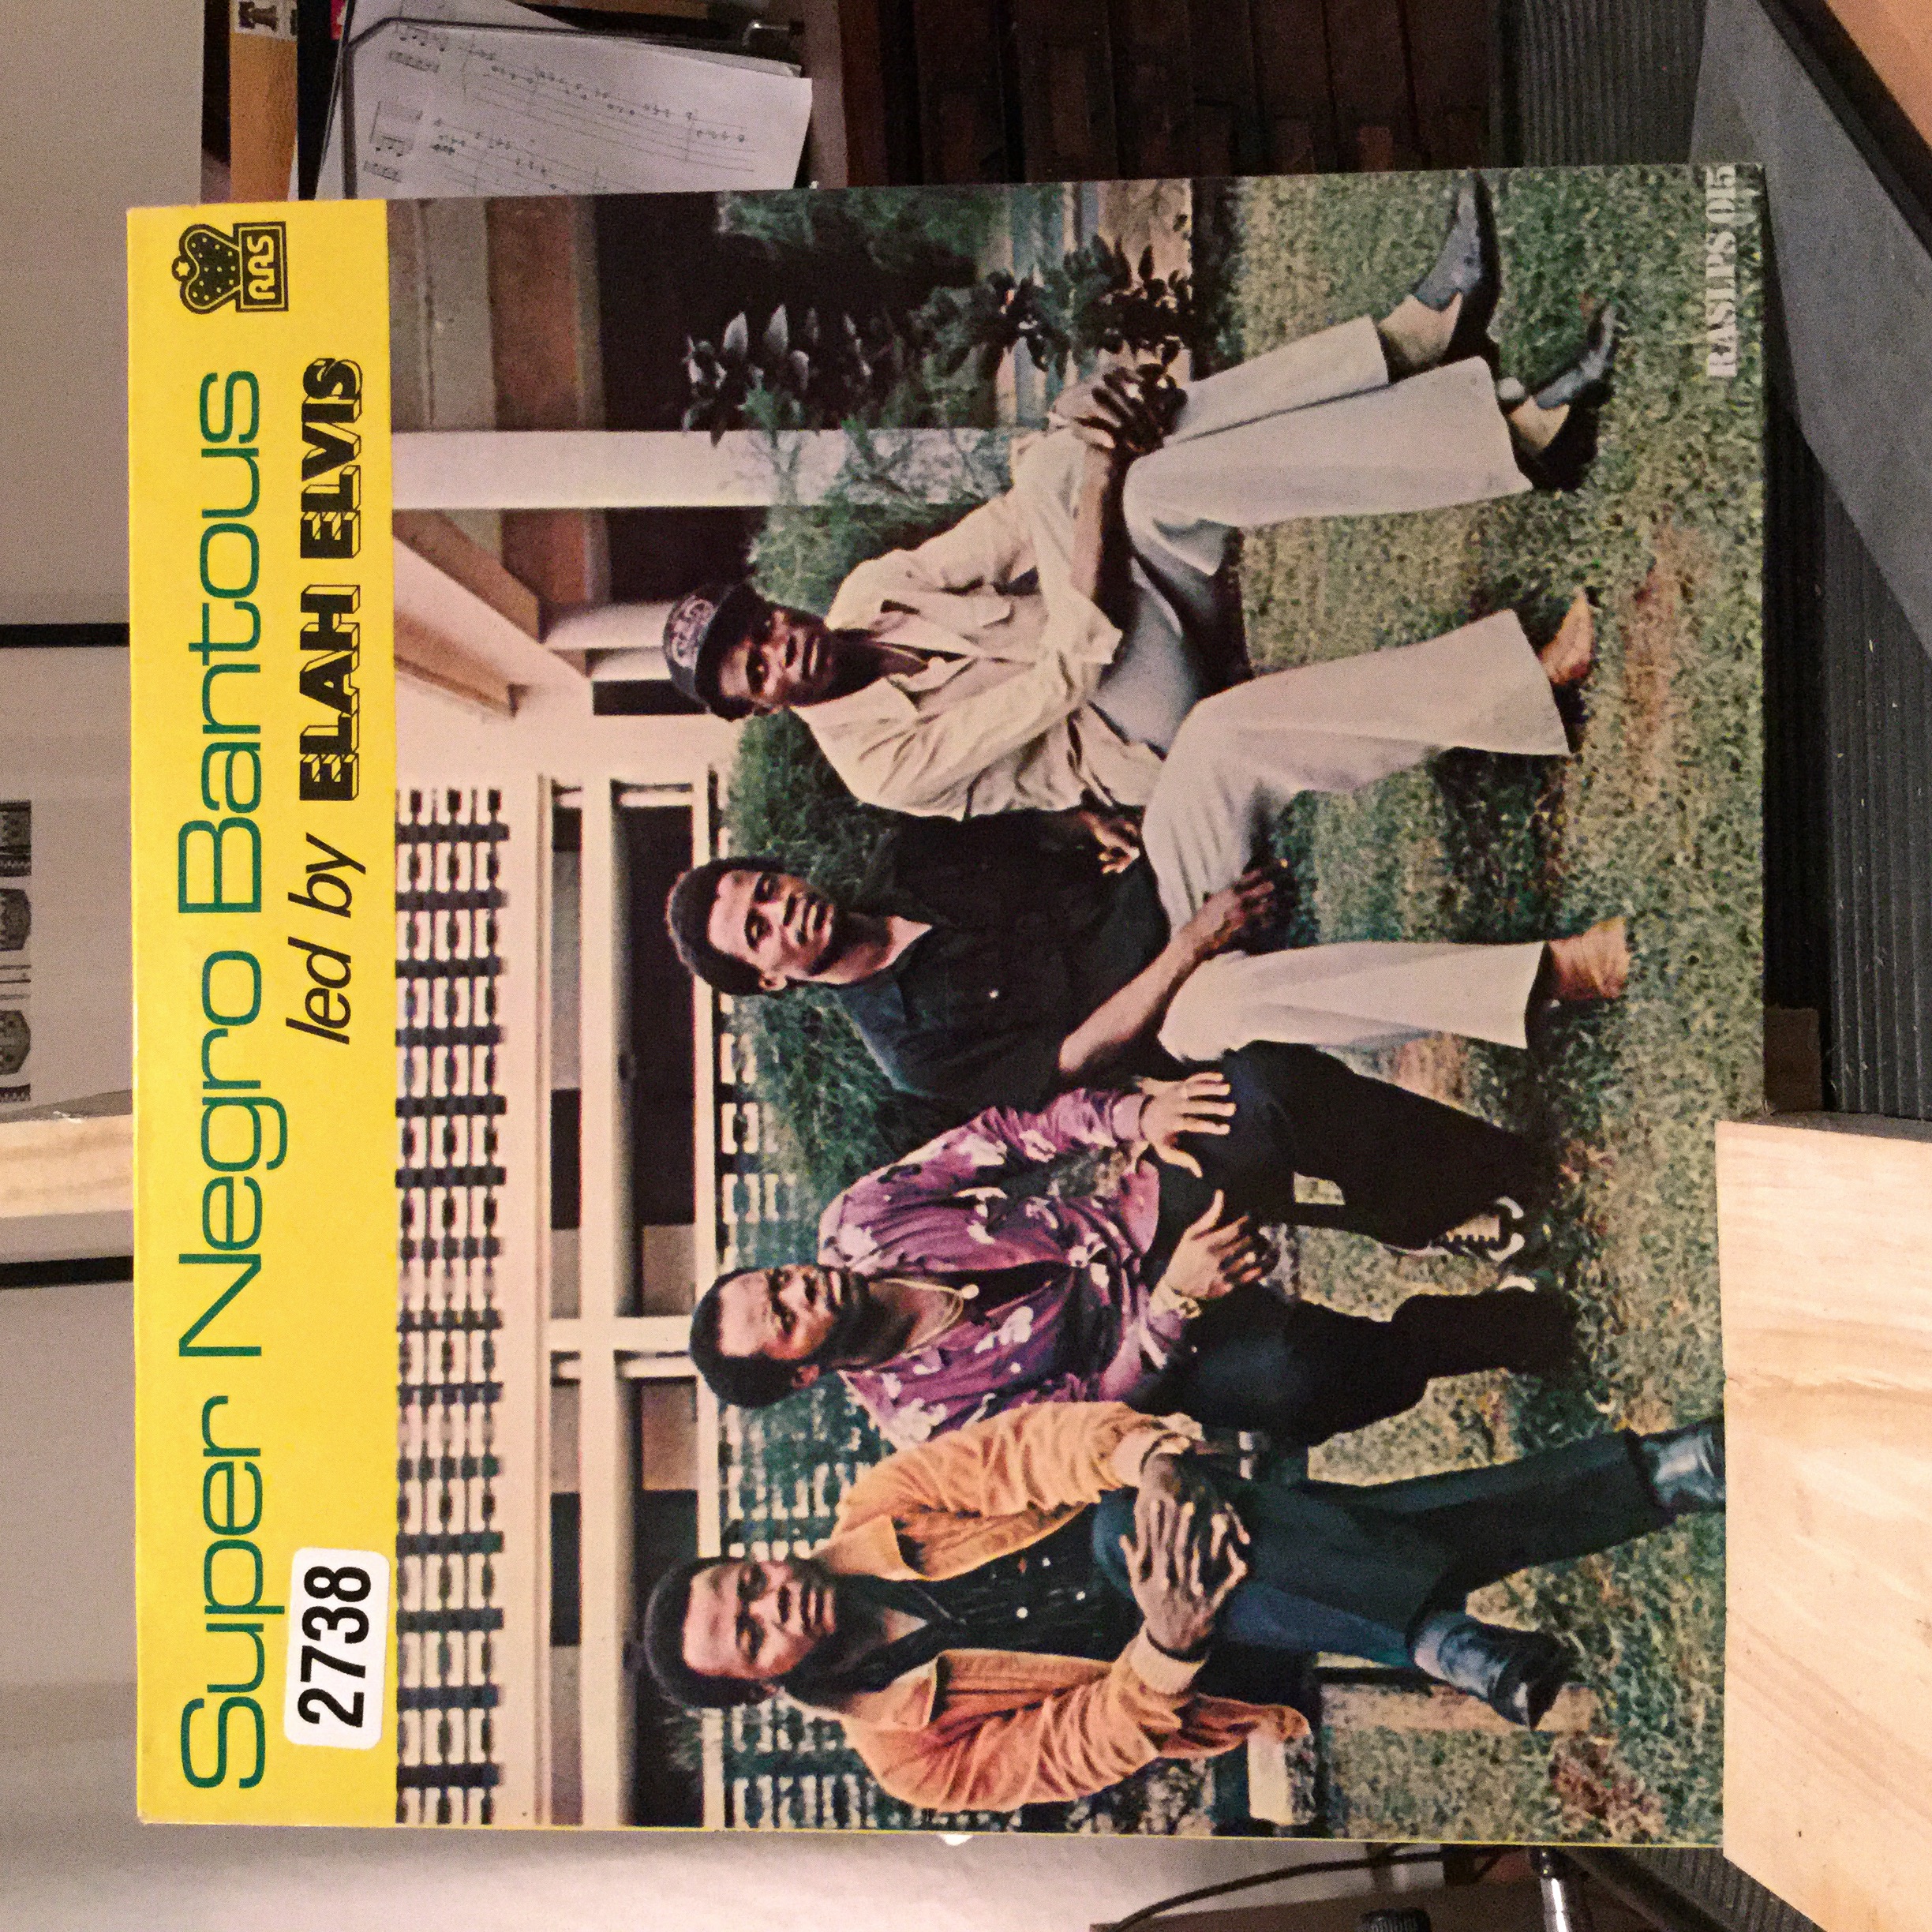 Super Negro Bantous
RAS
led by ELAH ELVIS
2738
RASLPS 015